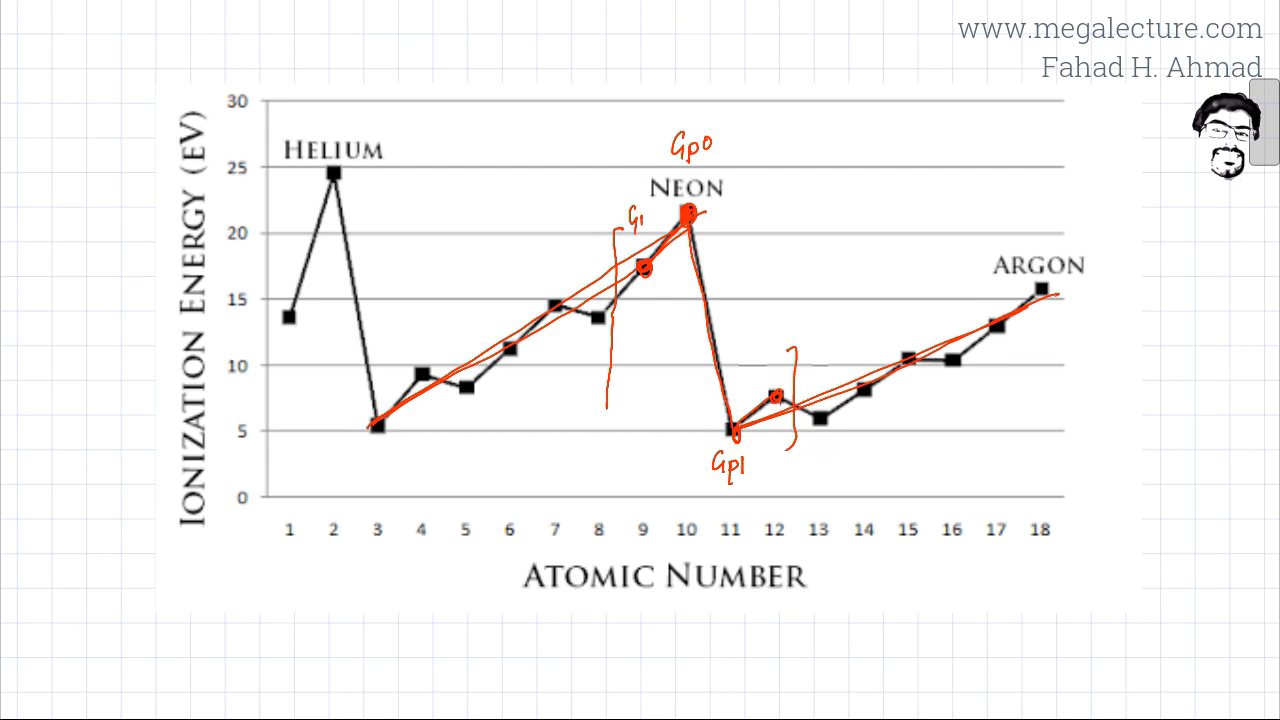 www.megalecture.com
Fahad H. Ahmad
IONIZATION ENERGY (EV)
30
25
20
15
10
5
0
HELIUM
Gp0
NEON
G1
ARGON
Gp1
1 2 3 4 5 6 7 8 9 10 11 12 13 14 15 16 17 18
ATOMIC NUMBER